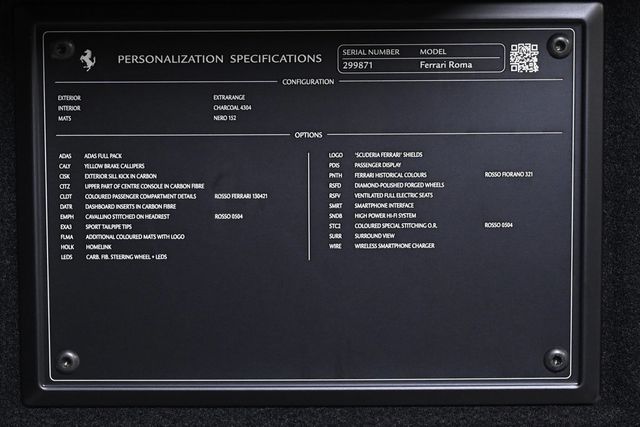 PERSONALIZATION SPECIFICATIONS
SERIAL NUMBER MODEL
299871 Ferrari Roma
CONFIGURATION
EXTERIOR EXTRARANGE
INTERIOR CHARCOAL 4304
MATS NERO 152
OPTIONS
ADAS ADAS FULL PACK
CALY YELLOW BRAKE CALLIPERS
CISK EXTERIOR SILL KICK IN CARBON
CITZ UPPER PART OF CENTRE CONSOLE IN CARBON FIBRE
CLDT COLOURED PASSENGER COMPARTMENT DETAILS ROSSO FERRARI 130421
DATR DASHBOARD INSERTS IN CARBON FIBRE
EMPH CAVALLINO STITCHED ON HEADREST ROSSO 0504
EXA3 SPORT TAILPIPE TIPS
FLMA ADDITIONAL COLOURED MATS WITH LOGO
HOLK HOMELINK
LEDS CARB. FIB. STEERING WHEEL + LEDS
LOGO 'SCUDERIA FERRARI' SHIELDS
PDIS PASSENGER DISPLAY
PNTH FERRARI HISTORICAL COLOURS ROSSO FIORANO 321
RSFD DIAMOND-POLISHED FORGED WHEELS
RSFV VENTILATED FULL ELECTRIC SEATS
SMRT SMARTPHONE INTERFACE
SNDB HIGH POWER HI-FI SYSTEM
STC2 COLOURED SPECIAL STITCHING O.R. ROSSO 0504
SURR SURROUND VIEW
WIRE WIRELESS SMARTPHONE CHARGER